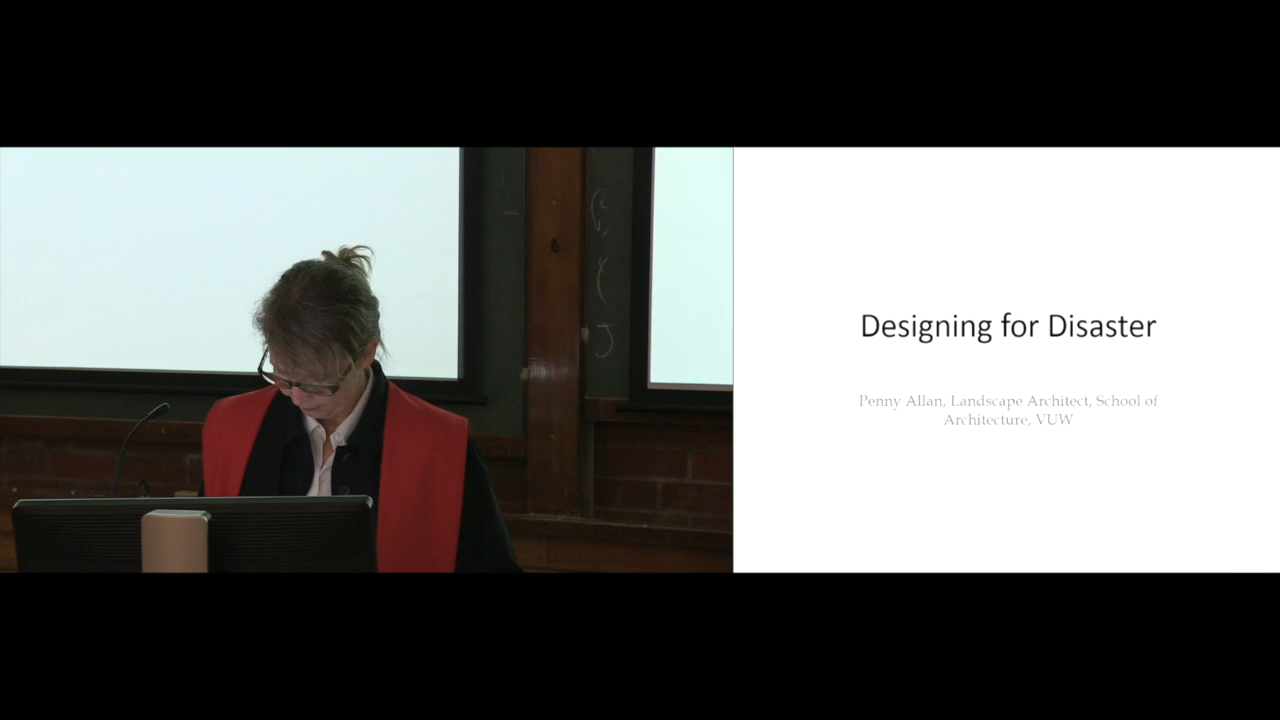 Designing for Disaster
Penny Allan, Landscape Architect, School of
Architecture, VUW